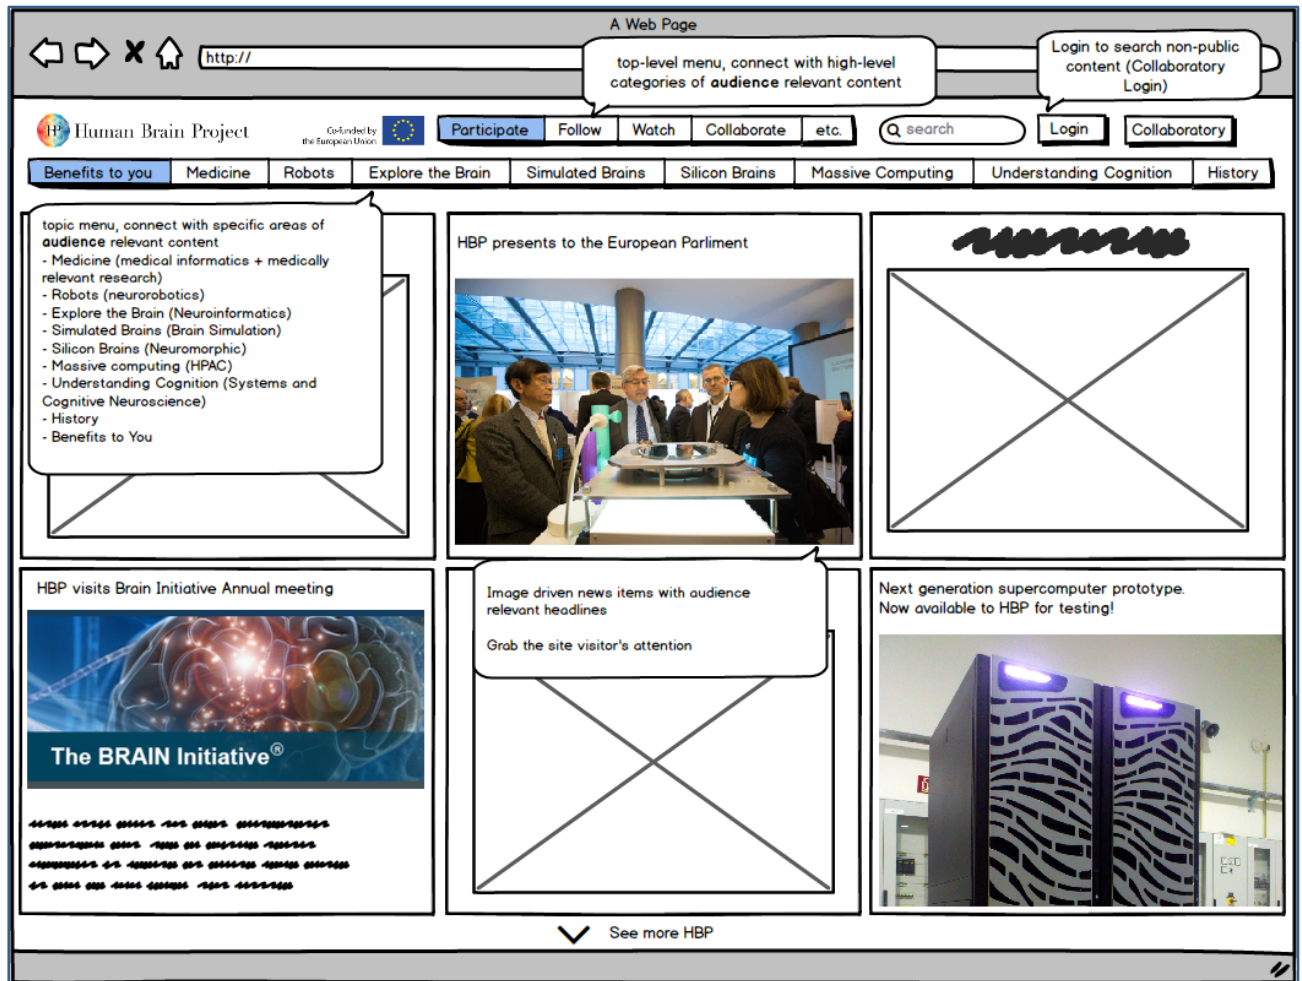 A Web Page
http://
top-level menu, connect with high-level
categories of audience relevant content
Login to search non-public
content (Collaboratory
Login)
HBP Human Brain Project
Co-funded by
the European Union
Participate Follow Watch Collaborate etc. search Login Collaboratory
Benefits to you Medicine Robots Explore the Brain Simulated Brains Silicon Brains Massive Computing Understanding Cognition History
topic menu, connect with specific areas of
audience relevant content
- Medicine (medical informatics + medically
relevant research)
- Robots (neurorobotics)
- Explore the Brain (Neuroinformatics)
- Simulated Brains (Brain Simulation)
- Silicon Brains (Neuromorphic)
- Massive computing (HPAC)
- Understanding Cognition (Systems and
Cognitive Neuroscience)
- History
- Benefits to You
HBP presents to the European Parliment
HBP visits Brain Initiative Annual meeting
The BRAIN Initiative®
Image driven news items with audience
relevant headlines
Grab the site visitor's attention
Next generation supercomputer prototype.
Now available to HBP for testing!
See more HBP